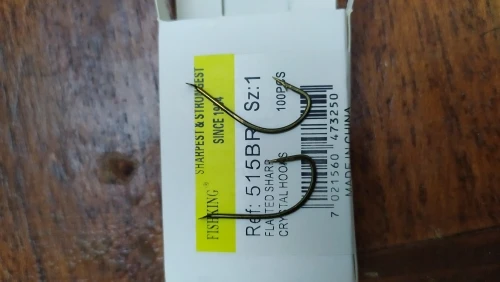 FISHKING
SHARPEST & STRONGEST
SINCE
Ref: 515BR Sz:1
FLATTED SHARP
CRYSTAL HOOKS
100PCS
7 021560 473250
MADE IN CHINA